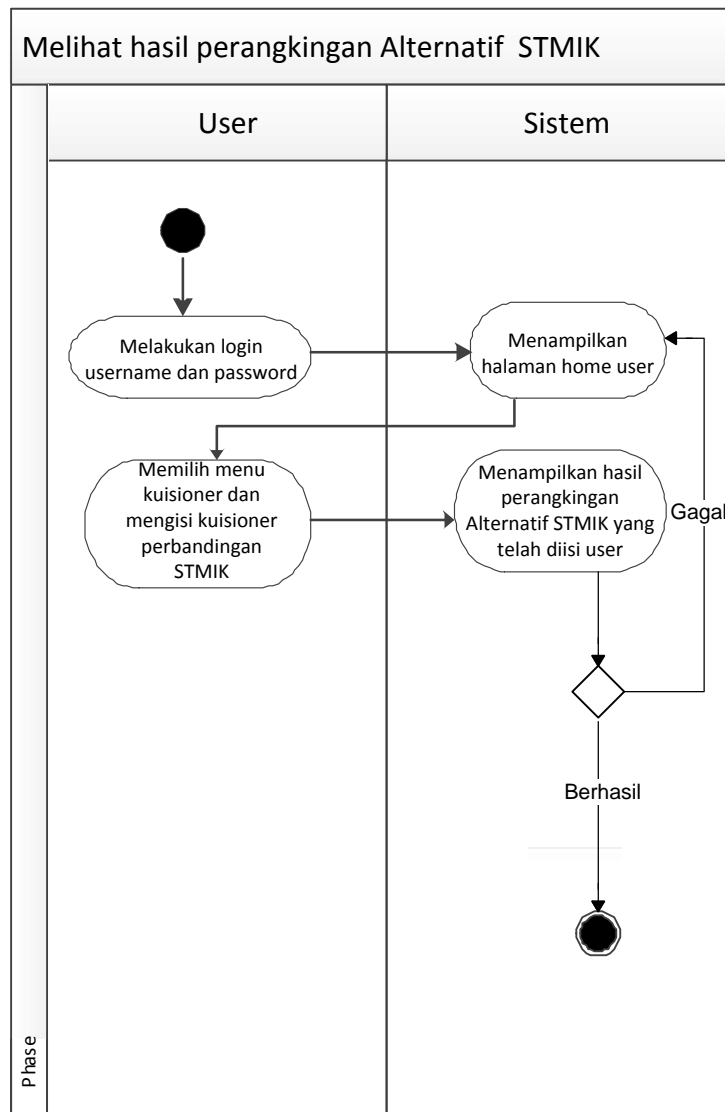 Melihat hasil perangkingan Alternatif STMIK
User
Sistem
Melakukan login
username dan password
Menampilkan
halaman home user
Memilih menu
kuisioner dan
mengisi kuisioner
perbandingan
STMIK
Menampilkan hasil
perangkingan
Alternatif STMIK yang
telah diisi user
Gagal
Berhasil
Phase